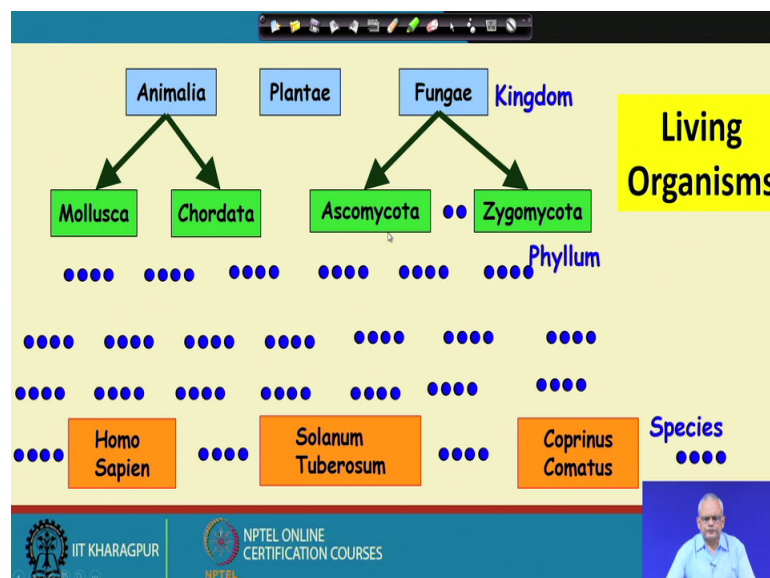 Animalia
Plantae
Fungae
Kingdom
Living
Organisms
Mollusca
Chordata
Ascomycota
Zygomycota
Phyllum
Homo
Sapien
Solanum
Tuberosum
Coprinus
Comatus
Species
IIT KHARAGPUR
NPTEL ONLINE
CERTIFICATION COURSES
NPTEL